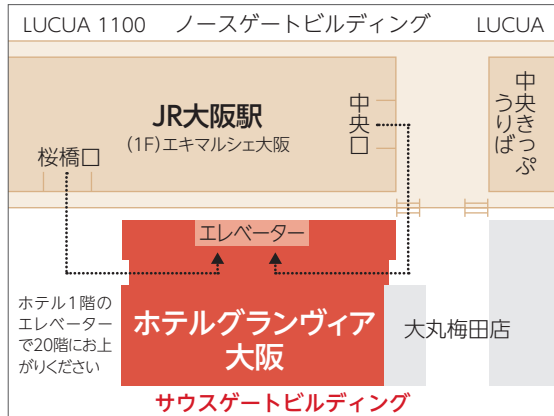 LUCUA 1100
ノースゲートビルディング
LUCUA
JR大阪駅
(1F)エキマルシェ大阪
中央口
中央きっぷ
うりば
桜橋口
エレベーター
ホテル1階の
エレベーター
で20階にお上
がりください
ホテルグランヴィア
大阪
大丸梅田店
サウスゲートビルディング